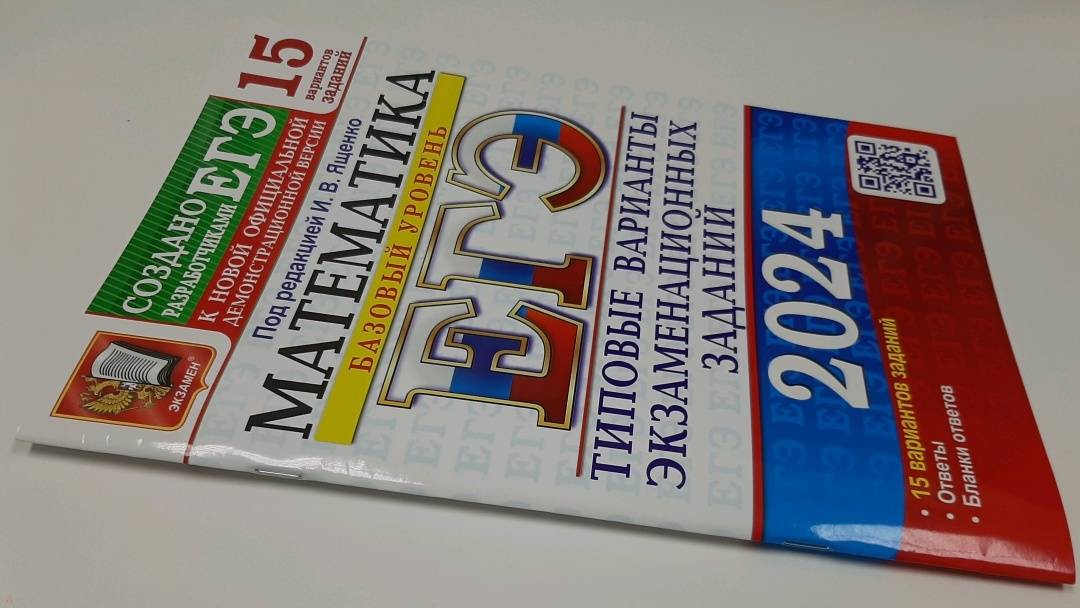 ЭКЗАМЕН®
СОЗДАНО
РАЗРАБОТЧИКАМИ ЕГЭ
К НОВОЙ ОФИЦИАЛЬНОЙ
ДЕМОНСТРАЦИОННОЙ ВЕРСИИ
15
вариантов
заданий
Под редакцией И. В. Ященко
МАТЕМАТИКА
БАЗОВЫЙ УРОВЕНЬ
ЕГЭ
ТИПОВЫЕ ВАРИАНТЫ
ЭКЗАМЕНАЦИОННЫХ
ЗАДАНИЙ
2024
• 15 вариантов заданий
• Ответы
• Бланки ответов